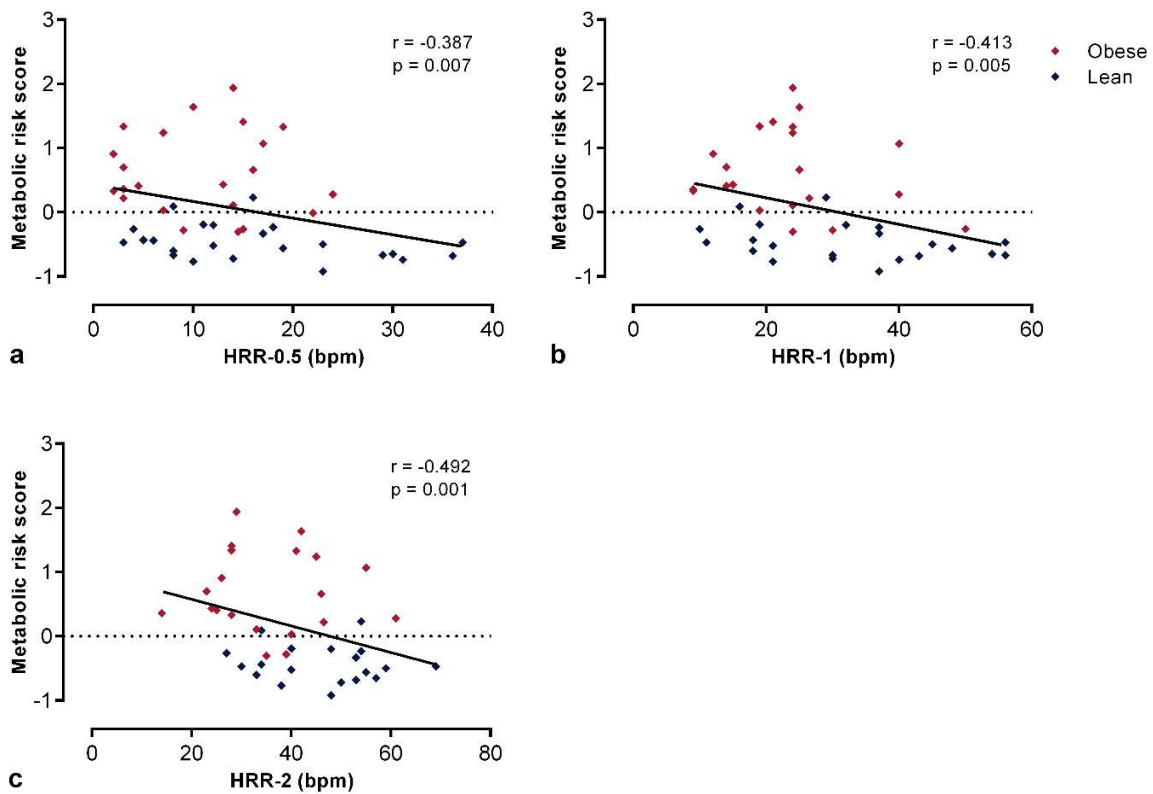 3
2
1
0
-1
Metabolic risk score
r = -0.387
p = 0.007
0 10 20 30 40
HRR-0.5 (bpm)
a
3
2
1
0
-1
Metabolic risk score
r = -0.413
p = 0.005
0 20 40 60
HRR-1 (bpm)
b
Obese
Lean
3
2
1
0
-1
Metabolic risk score
r = -0.492
p = 0.001
0 20 40 60 80
HRR-2 (bpm)
c